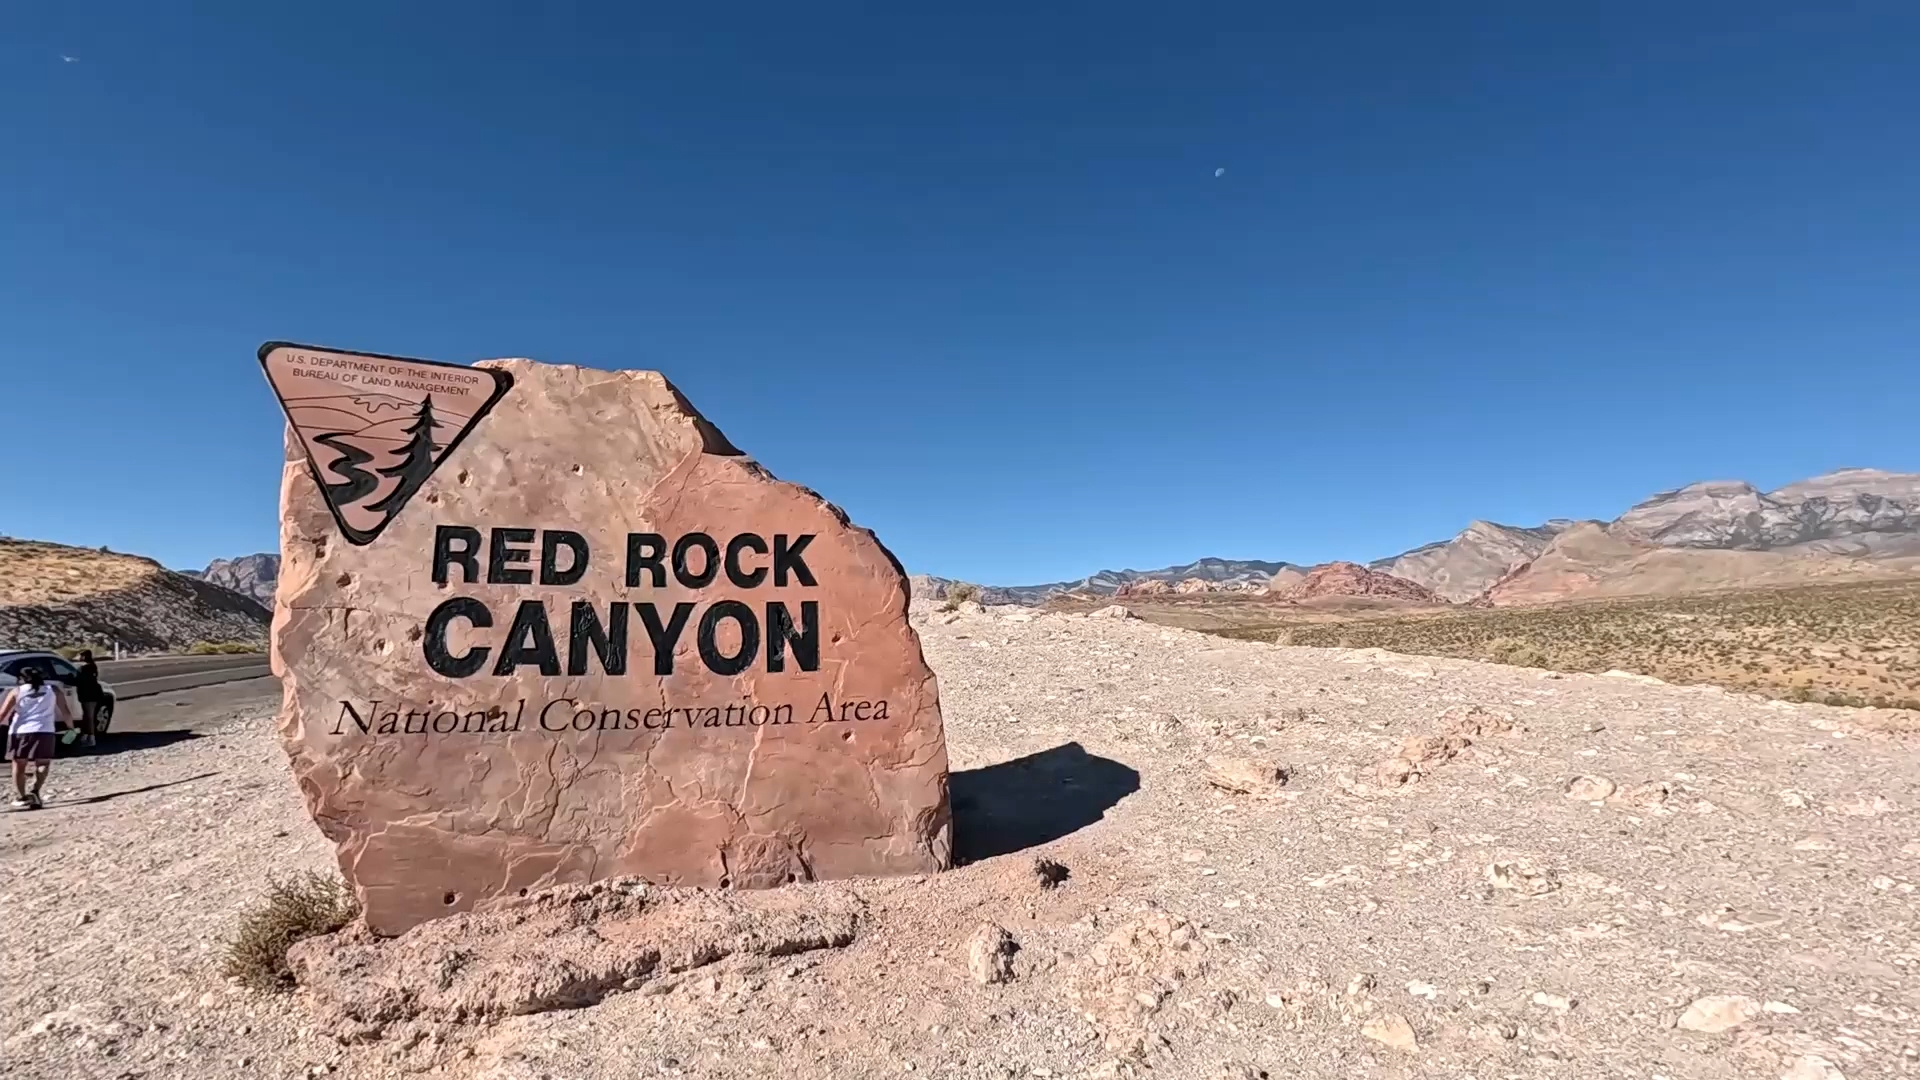 U.S. DEPARTMENT OF THE INTERIOR
BUREAU OF LAND MANAGEMENT
RED ROCK
CANYON
National Conservation Area